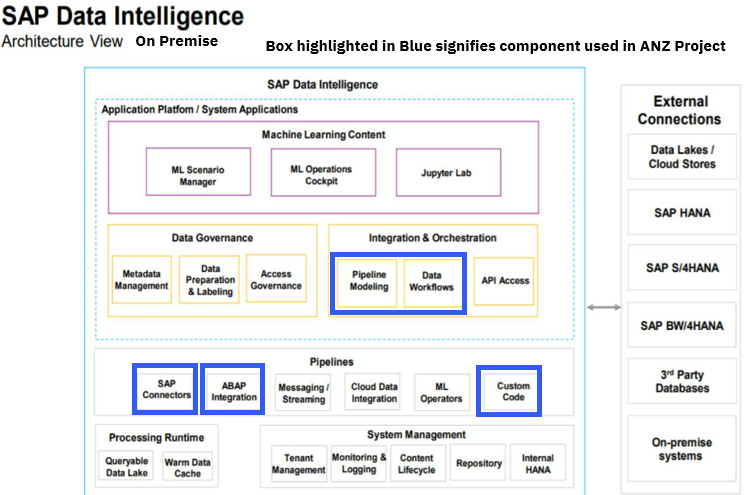 SAP Data Intelligence
Architecture View On Premise
Box highlighted in Blue signifies component used in ANZ Project
SAP Data Intelligence
Application Platfom / System Applications
Machine Learning Content
ML Scenario
Manager
ML Operations
Cockpit
Jupyter Lab
Data Governance
Metadata
Management
Data
Preparation
& Labeling
Access
Governance
Integration & Orchestration
Pipeline
Modeling
Data
Workflows
API Access
Pipelines
SAP
Connectors
ABAP
Integration
Messaging /
Streaming
Cloud Data
Integration
ML
Operators
Custom
Code
Processing Runtime
Queryable
Data Lake
Warm Data
Cache
System Management
Tenant
Management
Monitoring &
Logging
Content
Lifecycle
Repository
Internal
HANA
External
Connections
Data Lakes /
Cloud Stores
SAP HANA
SAP S/4HANA
SAP BW/4HANA
3rd Party
Databases
On-premise
systems